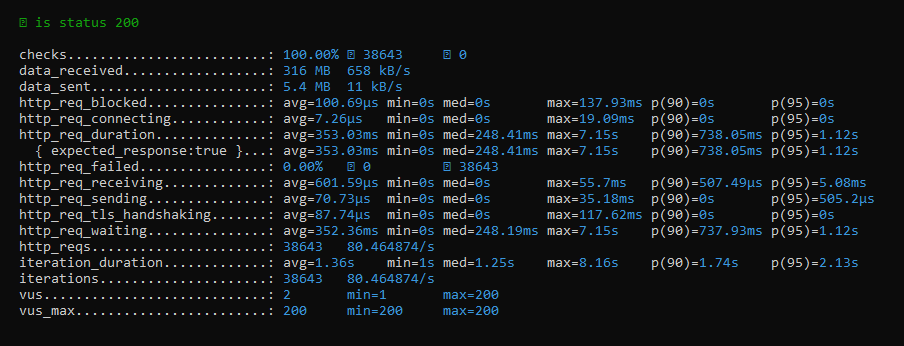 is status 200
checks.........................: 100.00% 38643 0
data_received..................: 316 MB 658 kB/s
data_sent......................: 5.4 MB 11 kB/s
http_req_blocked...............: avg=100.69µs min=0s med=0s max=137.93ms p(90)=0s p(95)=0s
http_req_connecting............: avg=7.26µs min=0s med=0s max=19.09ms p(90)=0s p(95)=0s
http_req_duration..............: avg=353.03ms min=0s med=248.41ms max=7.15s p(90)=738.05ms p(95)=1.12s
{ expected_response:true }...: avg=353.03ms min=0s med=248.41ms max=7.15s p(90)=738.05ms p(95)=1.12s
http_req_failed................: 0.00% 0 38643
http_req_receiving.............: avg=601.59µs min=0s med=0s max=55.7ms p(90)=507.49µs p(95)=5.08ms
http_req_sending...............: avg=70.73µs min=0s med=0s max=35.18ms p(90)=0s p(95)=505.2µs
http_req_tls_handshaking.......: avg=87.74µs min=0s med=0s max=117.62ms p(90)=0s p(95)=0s
http_req_waiting...............: avg=352.36ms min=0s med=248.19ms max=7.15s p(90)=737.93ms p(95)=1.12s
http_reqs......................: 38643 80.464874/s
iteration_duration.............: avg=1.36s min=1s med=1.25s max=8.16s p(90)=1.74s p(95)=2.13s
iterations.....................: 38643 80.464874/s
vus............................: 2 min=1 max=200
vus_max........................: 200 min=200 max=200